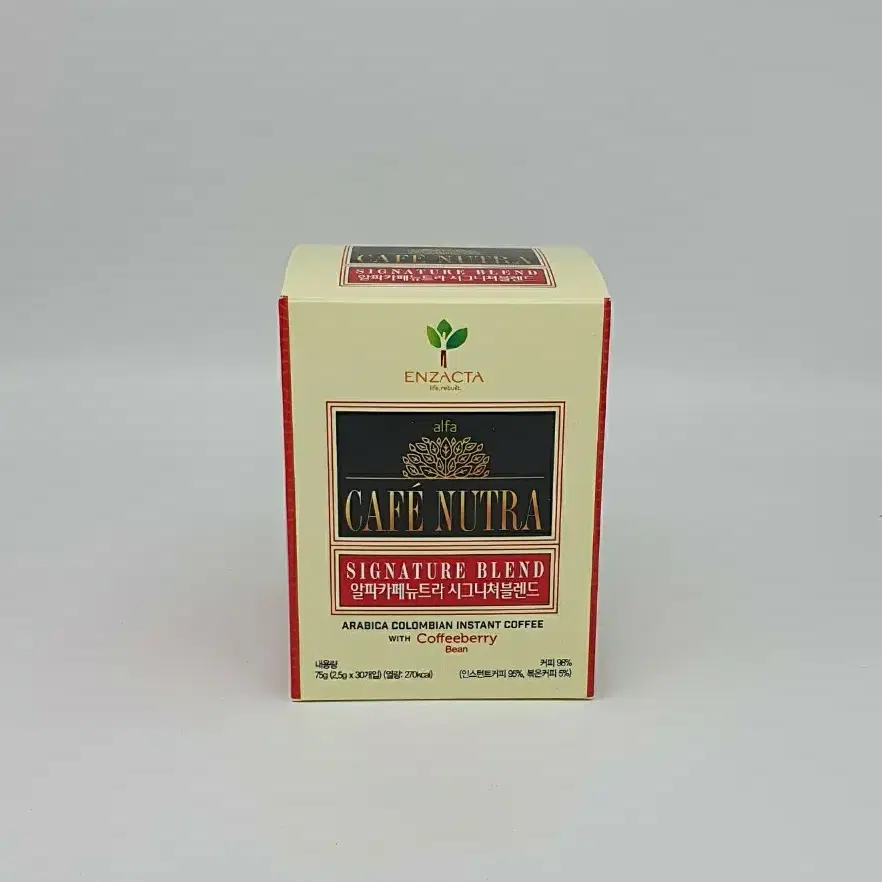 CAFÉ NUTRA
SIGNATURE BLEND
알파카페뉴트라 시그니쳐블렌드
ENZACTA
life, rebuilt.
alfa
CAFÉ NUTRA
SIGNATURE BLEND
알파카페뉴트라 시그니쳐블렌드
ARABICA COLOMBIAN INSTANT COFFEE
WITH Coffeeberry
Bean
내용량
75g (2.5g x 30개입) (열량: 270kcal)
커피 98%
(인스턴트커피 95%, 볶은커피 5%)